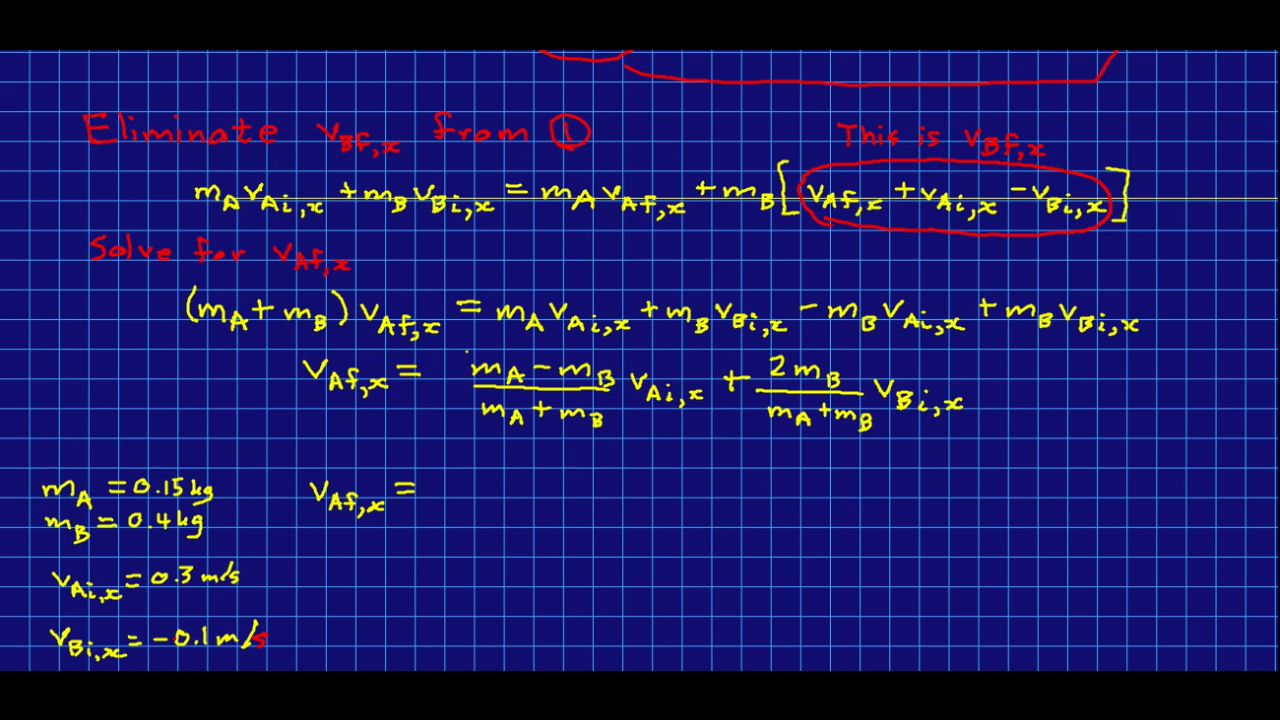 Eliminate v_Bf,x from ①
This is v_Bf,x
m_A v_Ai,x + m_B v_Bi,x = m_A v_Af,x + m_B [v_Af,x + v_Ai,x - v_Bi,x]
Solve for v_Af,x
(m_A + m_B) v_Af,x = m_A v_Ai,x + m_B v_Bi,x - m_B v_Ai,x + m_B v_Bi,x
v_Af,x = (m_A - m_B)/(m_A + m_B) v_Ai,x + 2m_B/(m_A + m_B) v_Bi,x
m_A = 0.15 kg
v_Af,x =
m_B = 0.4 kg
v_Ai,x = 0.3 m/s
v_Bi,x = -0.1 m/s